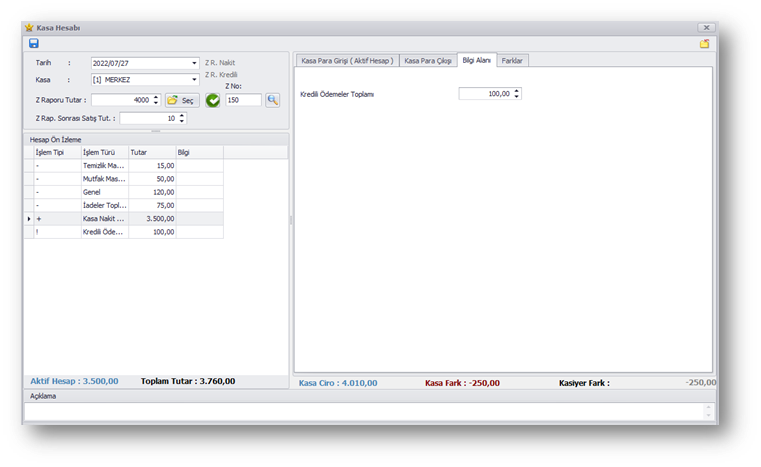 Kasa Hesabı
Tarih :
2022/07/27
Z R. Nakit
Z R. Kredili
Kasa :
[1] MERKEZ
Z No:
Z Raporu Tutar :
4000
Seç
150
Z Rap. Sonrası Satış Tut. :
10
Hesap Ön İzleme
İşlem Tipi İşlem Türü Tutar Bilgi
- Temizlik Ma... 15,00
- Mutfak Mas... 50,00
- Genel 120,00
- İadeler Topl... 75,00
+ Kasa Nakit ... 3.500,00
! Kredili Öde... 100,00
Aktif Hesap : 3.500,00 Toplam Tutar : 3.760,00
Kasa Para Girişi ( Aktif Hesap ) Kasa Para Çıkışı Bilgi Alanı Farklar
Kredili Ödemeler Toplamı 100,00
Kasa Ciro : 4.010,00 Kasa Fark : -250,00 Kasiyer Fark : -250,00
Açıklama